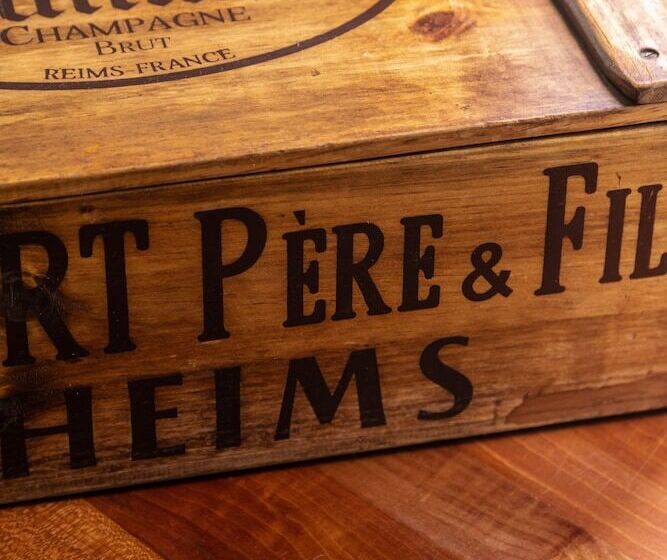 CHAMPAGNE
BRUT
REIMS-FRANCE
RT PÈRE & FIL
HEIMS